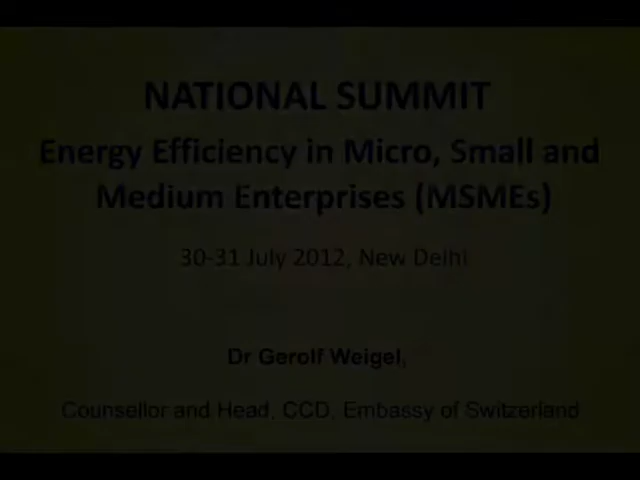 NATIONAL SUMMIT
Energy Efficiency in Micro, Small and
Medium Enterprises (MSMEs)
30-31 July 2012, New Delhi
Dr Gerolf Weigel,
Counsellor and Head, CCD, Embassy of Switzerland